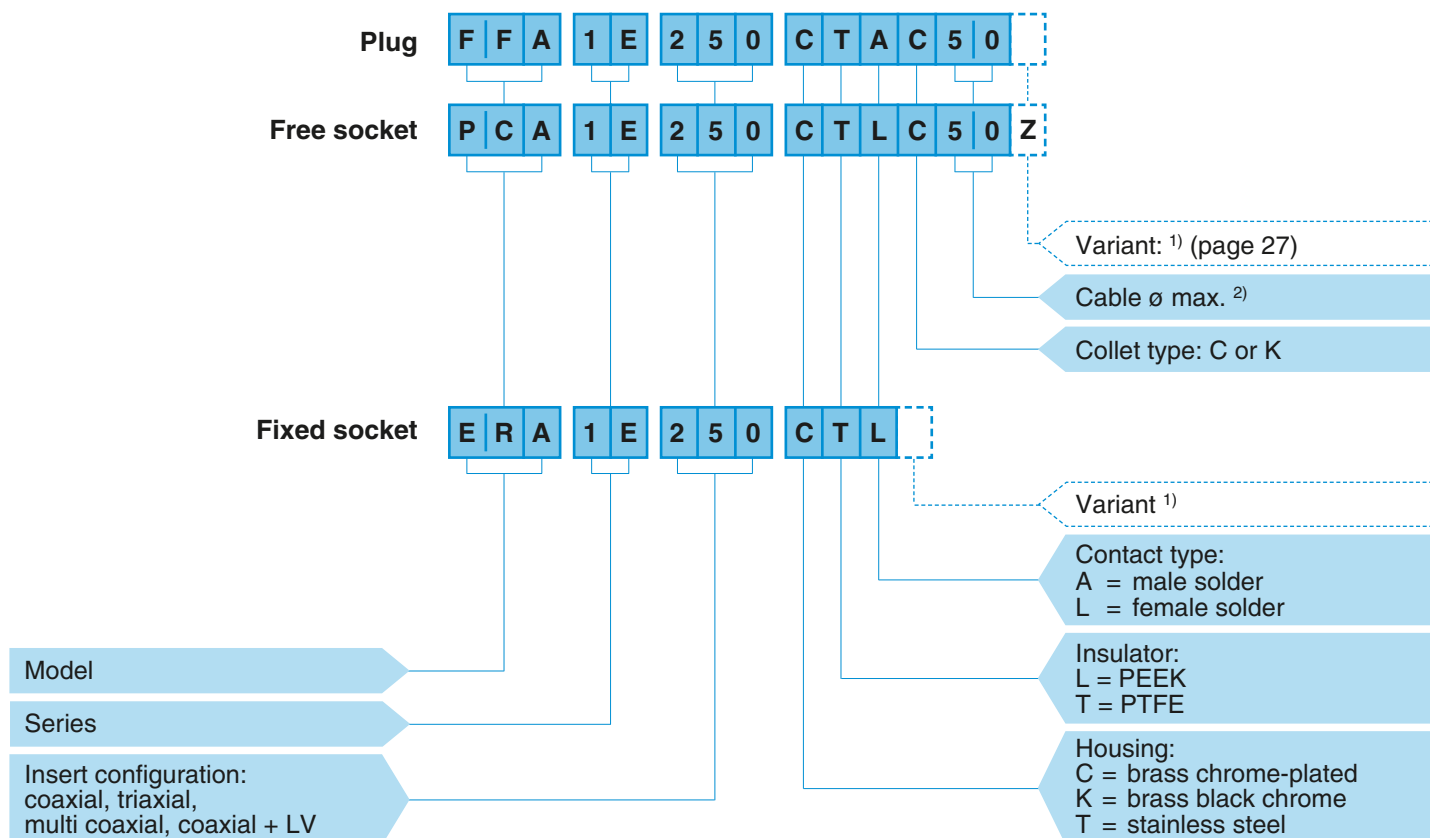 Plug F F A 1 E 2 5 0 C T A C 5 0
Free socket P C A 1 E 2 5 0 C T L C 5 0 Z
Variant: 1) (page 27)
Cable ø max. 2)
Collet type: C or K
Fixed socket E R A 1 E 2 5 0 C T L
Variant 1)
Contact type:
A = male solder
L = female solder
Model
Insulator:
L = PEEK
T = PTFE
Series
Insert configuration:
coaxial, triaxial,
multi coaxial, coaxial + LV
Housing:
C = brass chrome-plated
K = brass black chrome
T = stainless steel